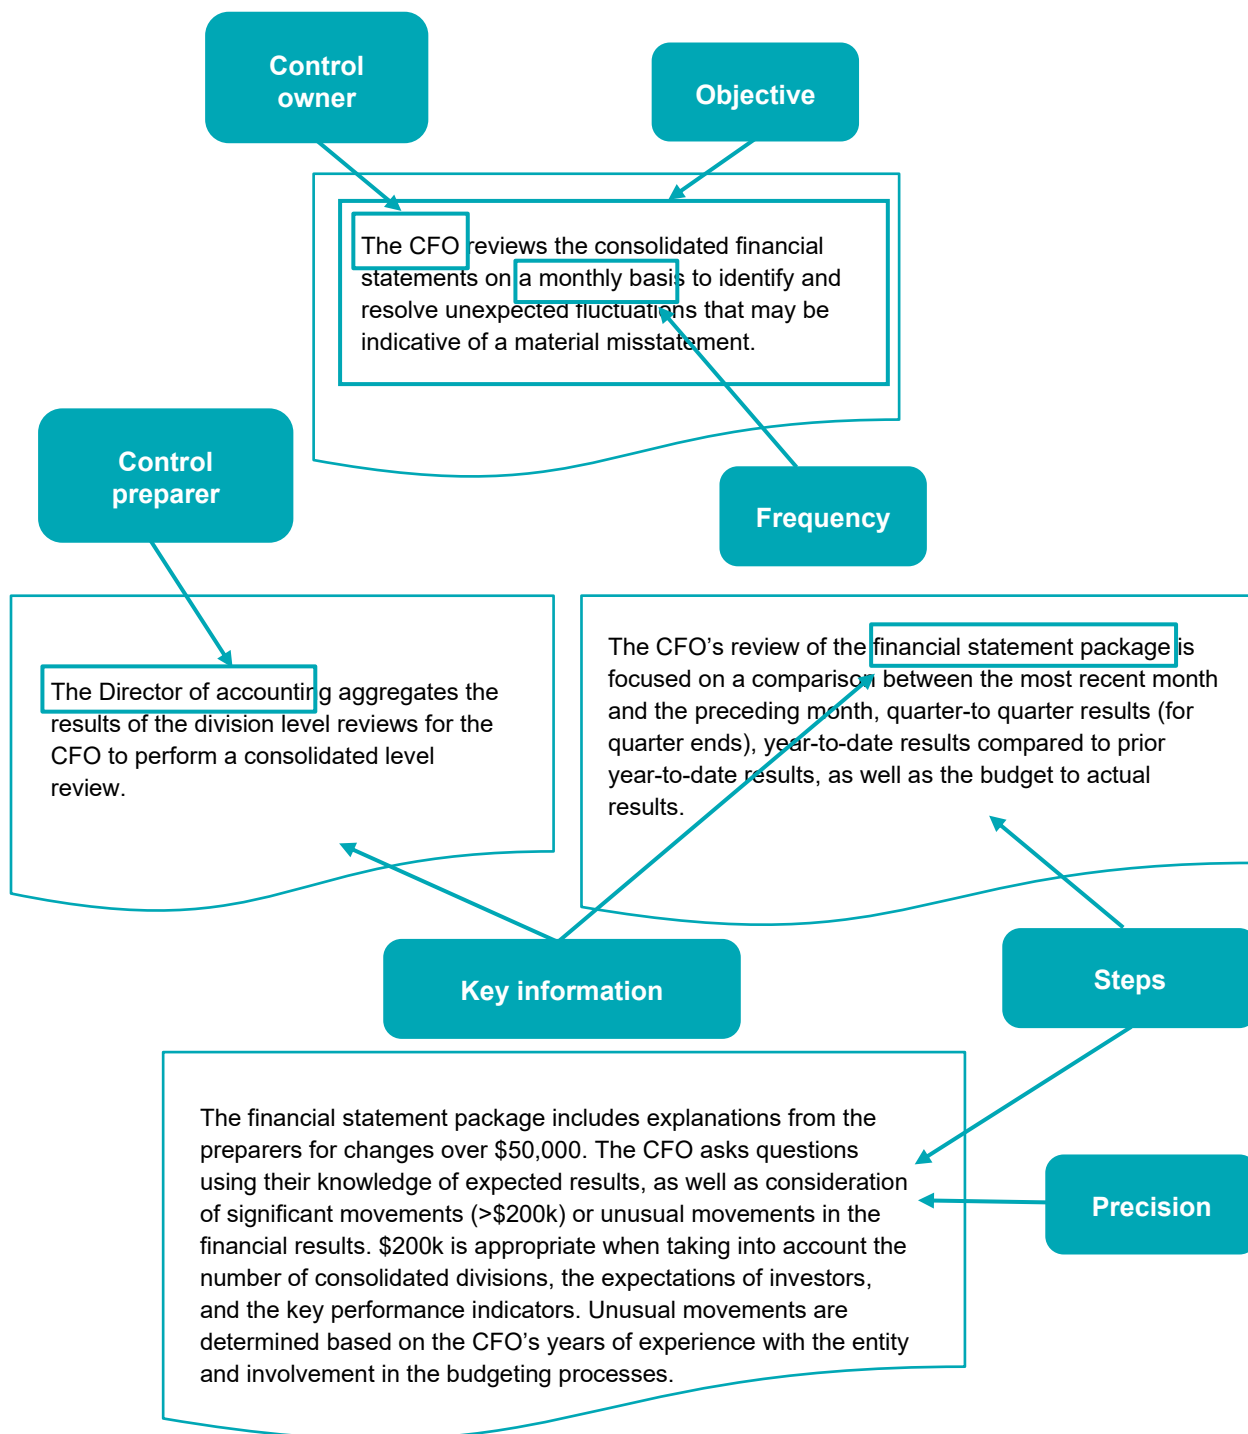 Control
owner
Objective
The CFO reviews the consolidated financial
statements on a monthly basis to identify and
resolve unexpected fluctuations that may be
indicative of a material misstatement.
Control
preparer
Frequency
The Director of accounting aggregates the
results of the division level reviews for the
CFO to perform a consolidated level
review.
The CFO’s review of the financial statement package is
focused on a comparison between the most recent month
and the preceding month, quarter-to quarter results (for
quarter ends), year-to-date results compared to prior
year-to-date results, as well as the budget to actual
results.
Key information
Steps
The financial statement package includes explanations from the
preparers for changes over $50,000. The CFO asks questions
using their knowledge of expected results, as well as consideration
of significant movements (>$200k) or unusual movements in the
financial results. $200k is appropriate when taking into account the
number of consolidated divisions, the expectations of investors,
and the key performance indicators. Unusual movements are
determined based on the CFO’s years of experience with the entity
and involvement in the budgeting processes.
Precision